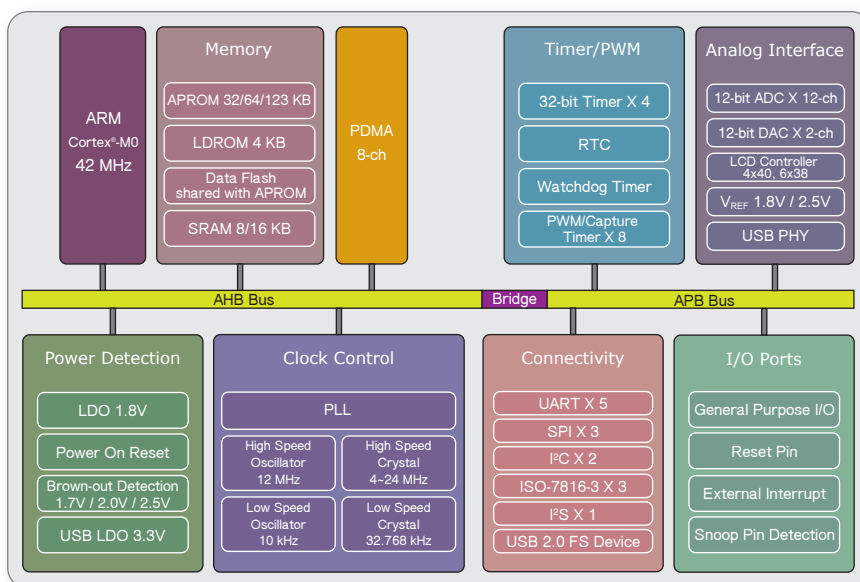 ARM
Cortex®-M0
42 MHz
Memory
APROM 32/64/123 KB
LDROM 4 KB
Data Flash
shared with APROM
SRAM 8/16 KB
PDMA
8-ch
Timer/PWM
32-bit Timer X 4
RTC
Watchdog Timer
PWM/Capture
Timer X 8
Analog Interface
12-bit ADC X 12-ch
12-bit DAC X 2-ch
LCD Controller
4x40, 6x38
VREF 1.8V / 2.5V
USB PHY
AHB Bus
Bridge
APB Bus
Power Detection
LDO 1.8V
Power On Reset
Brown-out Detection
1.7V / 2.0V / 2.5V
USB LDO 3.3V
Clock Control
PLL
High Speed
Oscillator
12 MHz
High Speed
Crystal
4~24 MHz
Low Speed
Oscillator
10 kHz
Low Speed
Crystal
32.768 kHz
Connectivity
UART X 5
SPI X 3
I²C X 2
ISO-7816-3 X 3
I²S X 1
USB 2.0 FS Device
I/O Ports
General Purpose I/O
Reset Pin
External Interrupt
Snoop Pin Detection